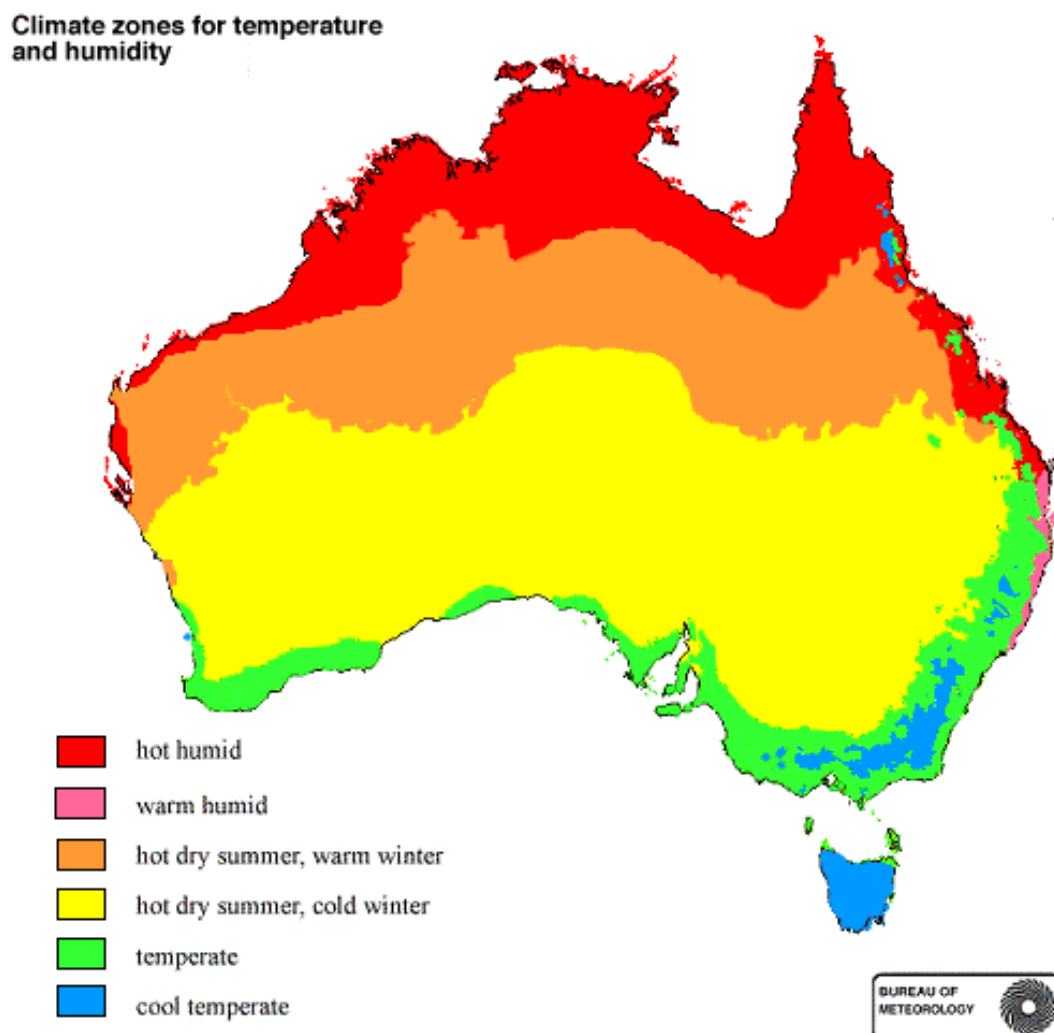 Climate zones for temperature
and humidity
hot humid
warm humid
hot dry summer, warm winter
hot dry summer, cold winter
temperate
cool temperate
BUREAU OF
METEOROLOGY